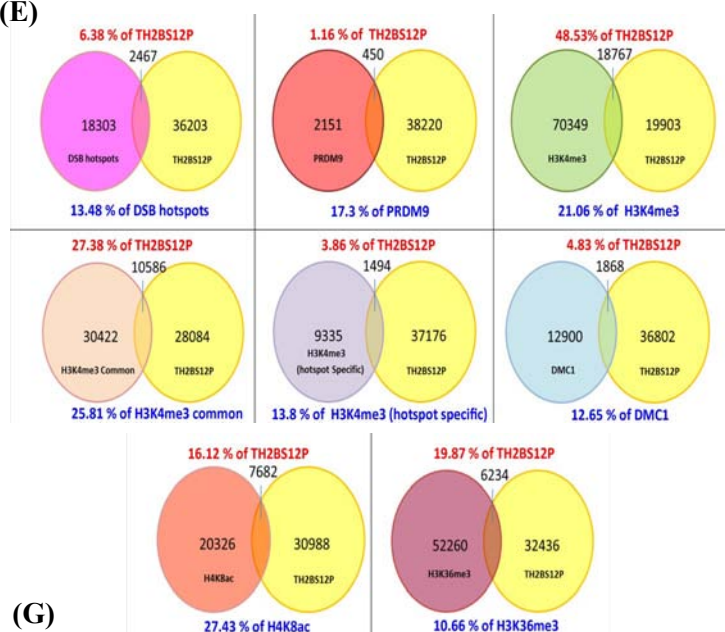 (E)
6.38 % of TH2BS12P
2467
18303
36203
DSB hotspots
TH2BS12P
13.48 % of DSB hotspots
1.16 % of TH2BS12P
450
2151
38220
PRDM9
TH2BS12P
17.3 % of PRDM9
48.53% of TH2BS12P
18767
70349
19903
H3K4me3
TH2BS12P
21.06 % of H3K4me3
27.38 % of TH2BS12P
10586
30422
28084
H3K4me3 Common
TH2BS12P
25.81 % of H3K4me3 common
3.86 % of TH2BS12P
1494
9335
37176
H3K4me3
(hotspot Specific)
TH2BS12P
13.8 % of H3K4me3 (hotspot specific)
4.83 % of TH2BS12P
1868
12900
36802
DMC1
TH2BS12P
12.65 % of DMC1
16.12 % of TH2BS12P
7682
20326
30988
H4K8ac
TH2BS12P
27.43 % of H4K8ac
19.87 % of TH2BS12P
6234
52260
32436
H3K36me3
TH2BS12P
10.66 % of H3K36me3
(G)